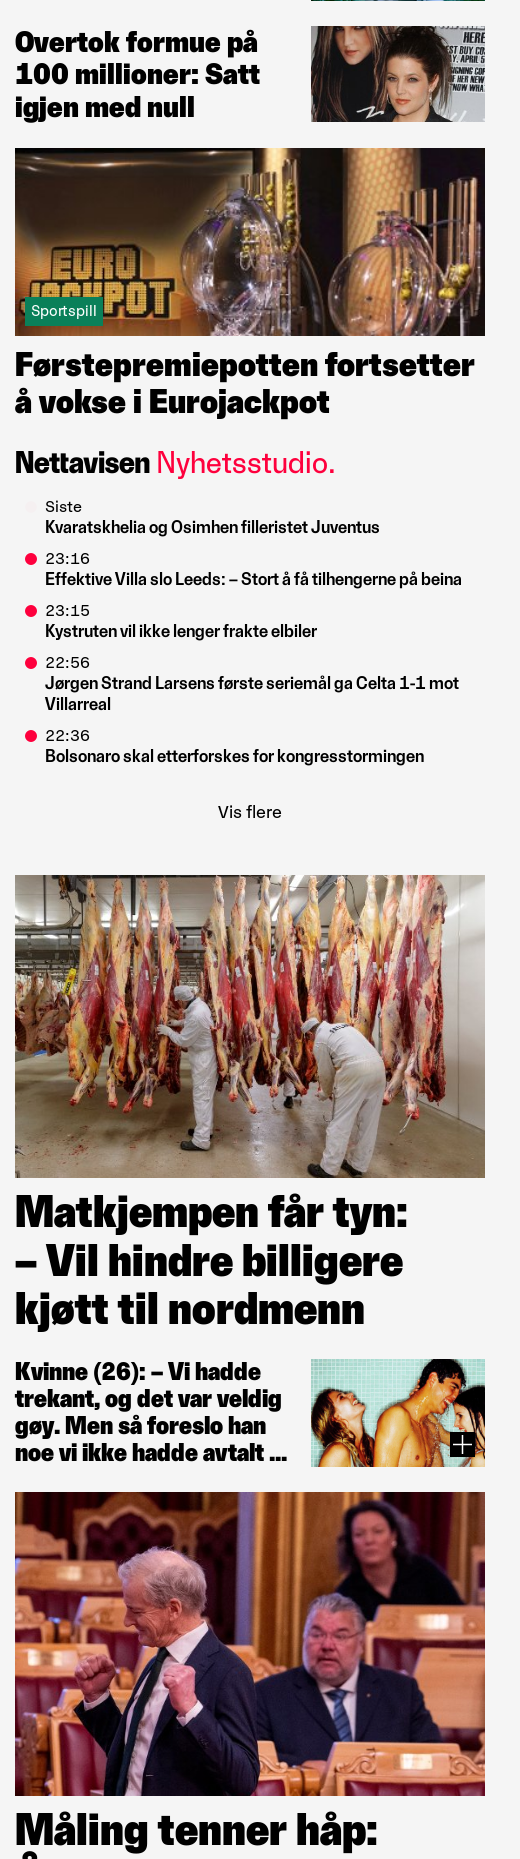 HERE
EST BUY CO
Y, APRIL 5
SIGNING COP
OF HER NEW
NOW WHA
Overtok formue på
100 millioner: Satt
igjen med null
EURO
JACKPOT
Sportspill
Førstepremiepotten fortsetter
å vokse i Eurojackpot
Nettavisen Nyhetsstudio.
Siste
Kvaratskhelia og Osimhen filleristet Juventus
23:16
Effektive Villa slo Leeds: – Stort å få tilhengerne på beina
23:15
Kystruten vil ikke lenger frakte elbiler
22:56
Jørgen Strand Larsens første seriemål ga Celta 1-1 mot
Villarreal
22:36
Bolsonaro skal etterforskes for kongresstormingen
Vis flere
Matkjempen får tyn:
– Vil hindre billigere
kjøtt til nordmenn
Kvinne (26): – Vi hadde
trekant, og det var veldig
gøy. Men så foreslo han
noe vi ikke hadde avtalt ...
Måling tenner håp: